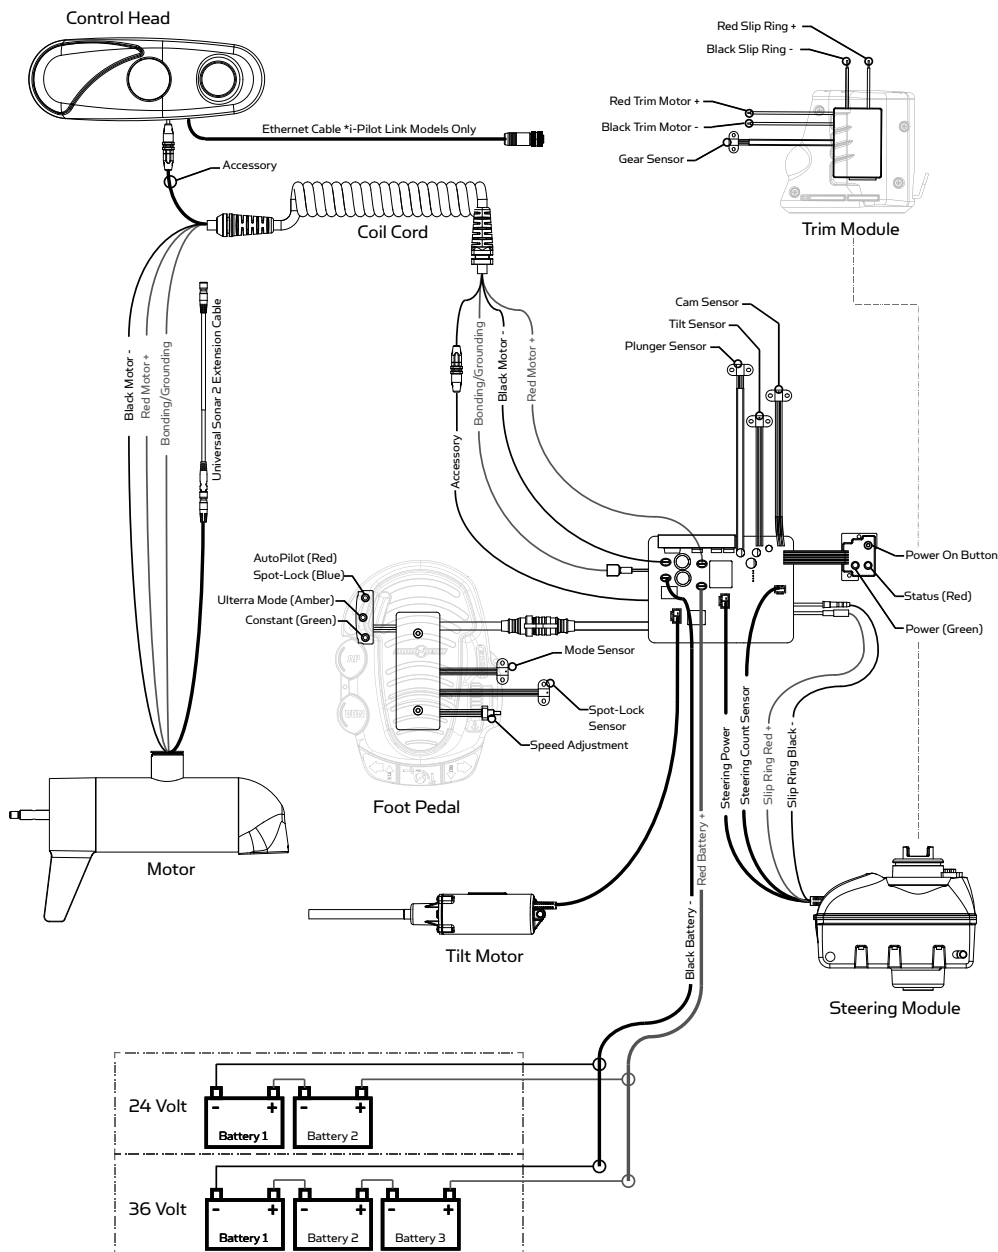 Control Head
Ethernet Cable *i-Pilot Link Models Only
Accessory
Coil Cord
Red Slip Ring +
Black Slip Ring -
Red Trim Motor +
Black Trim Motor -
Gear Sensor
Trim Module
Cam Sensor
Tilt Sensor
Plunger Sensor
Black Motor -
Red Motor +
Bonding/Grounding
Universal Sonar 2 Extension Cable
Accessory
Bonding/Grounding
Black Motor -
Red Motor +
Power On Button
Status (Red)
Power (Green)
AutoPilot (Red)
Spot-Lock (Blue)
Ulterra Mode (Amber)
Constant (Green)
Mode Sensor
Spot-Lock
Sensor
Speed Adjustment
AP
Foot Pedal
Steering Power
Steering Count Sensor
Slip Ring Red +
Slip Ring Black -
Motor
Tilt Motor
Black Battery -
Red Battery +
Steering Module
24 Volt
- +
Battery 1
- +
Battery 2
36 Volt
- +
Battery 1
- +
Battery 2
- +
Battery 3